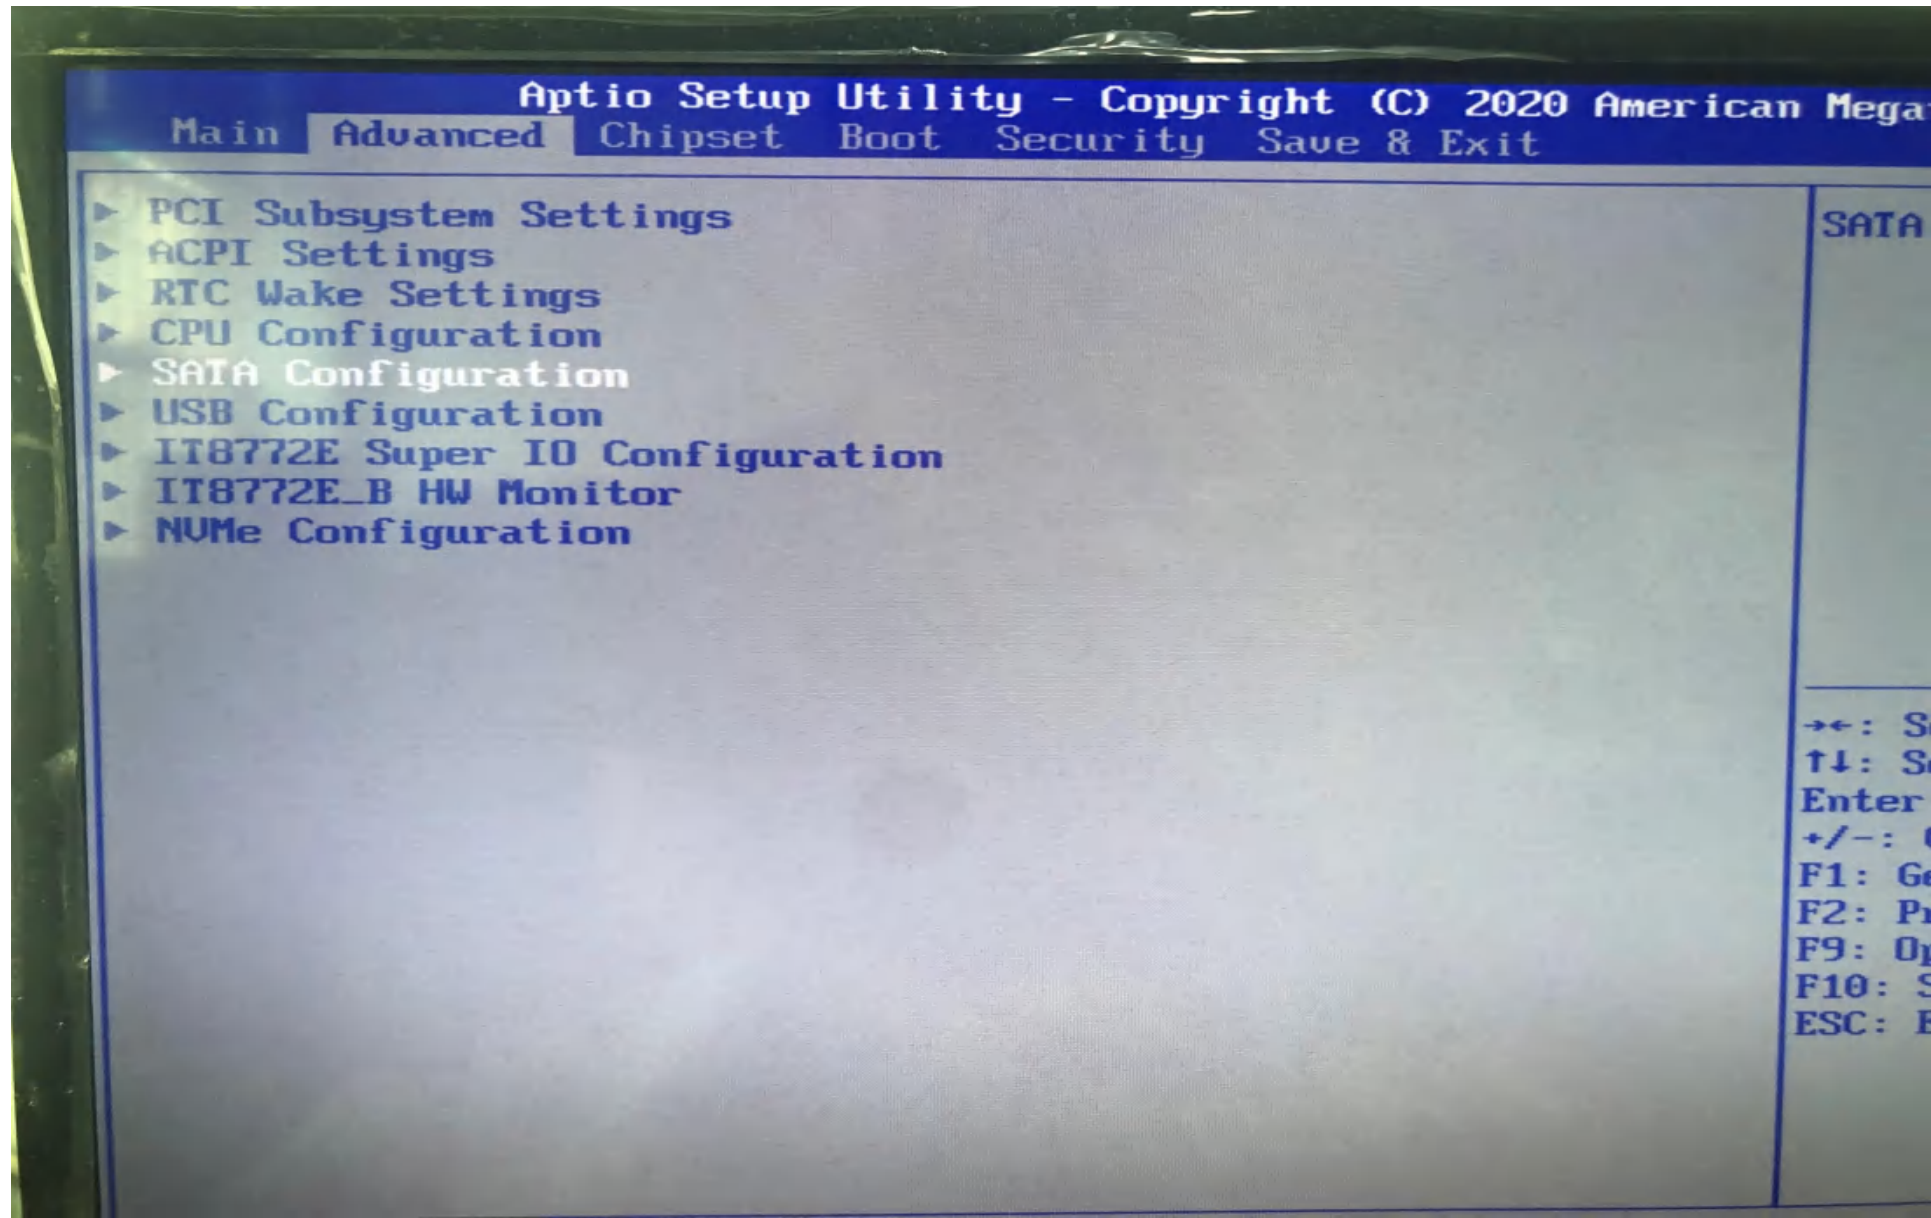 Aptio Setup Utility - Copyright (C) 2020 American
Main Advanced Chipset Boot Security Save & Exit
► PCI Subsystem Settings
► ACPI Settings
► RTC Wake Settings
► CPU Configuration
► SATA Configuration
► USB Configuration
► IT8772E Super IO Configuration
► IT8772E_B HW Monitor
► NVMe Configuration
SATA
→←:
↑↓:
Enter
+/-:
F1:
F2:
F9:
F10:
ESC: